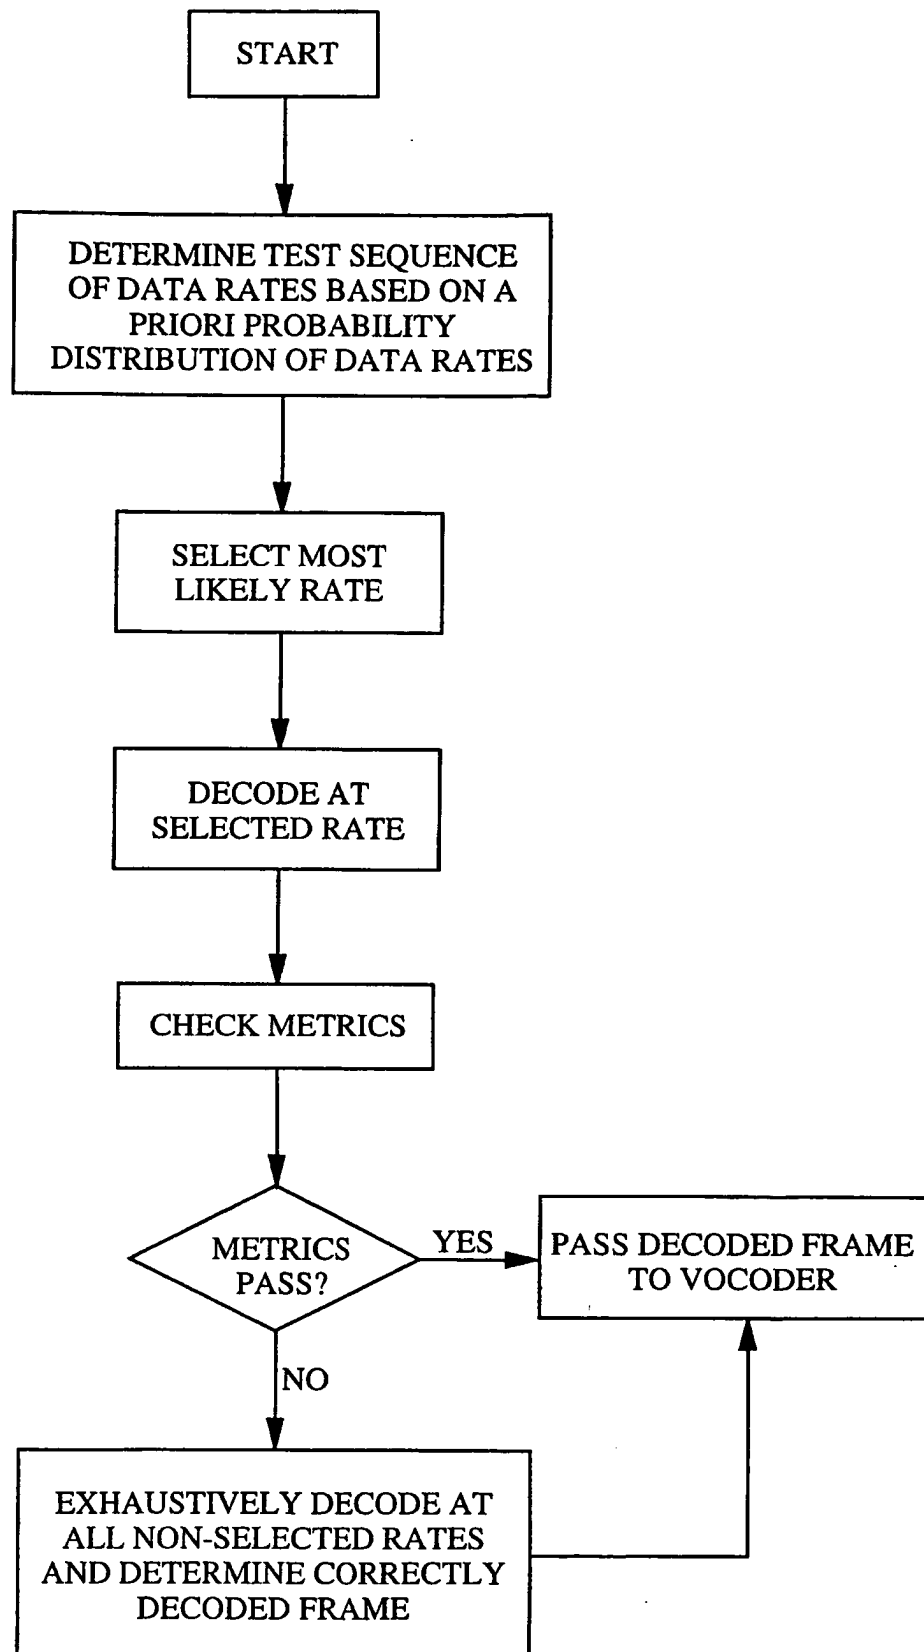 START
DETERMINE TEST SEQUENCE
OF DATA RATES BASED ON A
PRIORI PROBABILITY
DISTRIBUTION OF DATA RATES
SELECT MOST
LIKELY RATE
DECODE AT
SELECTED RATE
CHECK METRICS
METRICS
PASS?
YES
PASS DECODED FRAME
TO VOCODER
NO
EXHAUSTIVELY DECODE AT
ALL NON-SELECTED RATES
AND DETERMINE CORRECTLY
DECODED FRAME